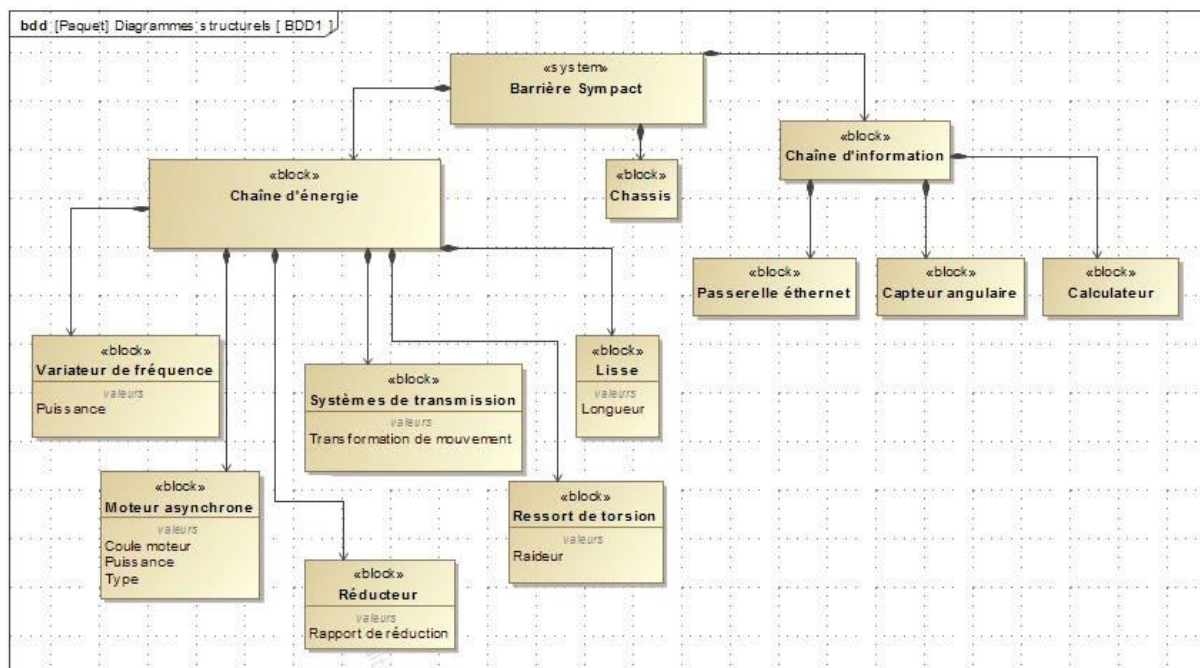 bdd [Paquet] Diagrammes structurels [ BDD1 ]
«system»
Barrière Sympact
«block»
Chaîne d'information
«block»
Chaîne d'énergie
«block»
Chassis
«block»
Passerelle éthernet
«block»
Capteur angulaire
«block»
Calculateur
«block»
Variateur de fréquence
valeurs
Puissance
«block»
Systèmes de transmission
valeurs
Transformation de mouvement
«block»
Lisse
valeurs
Longueur
«block»
Moteur asynchrone
valeurs
Coule moteur
Puissance
Type
«block»
Ressort de torsion
valeurs
Raideur
«block»
Réducteur
valeurs
Rapport de réduction